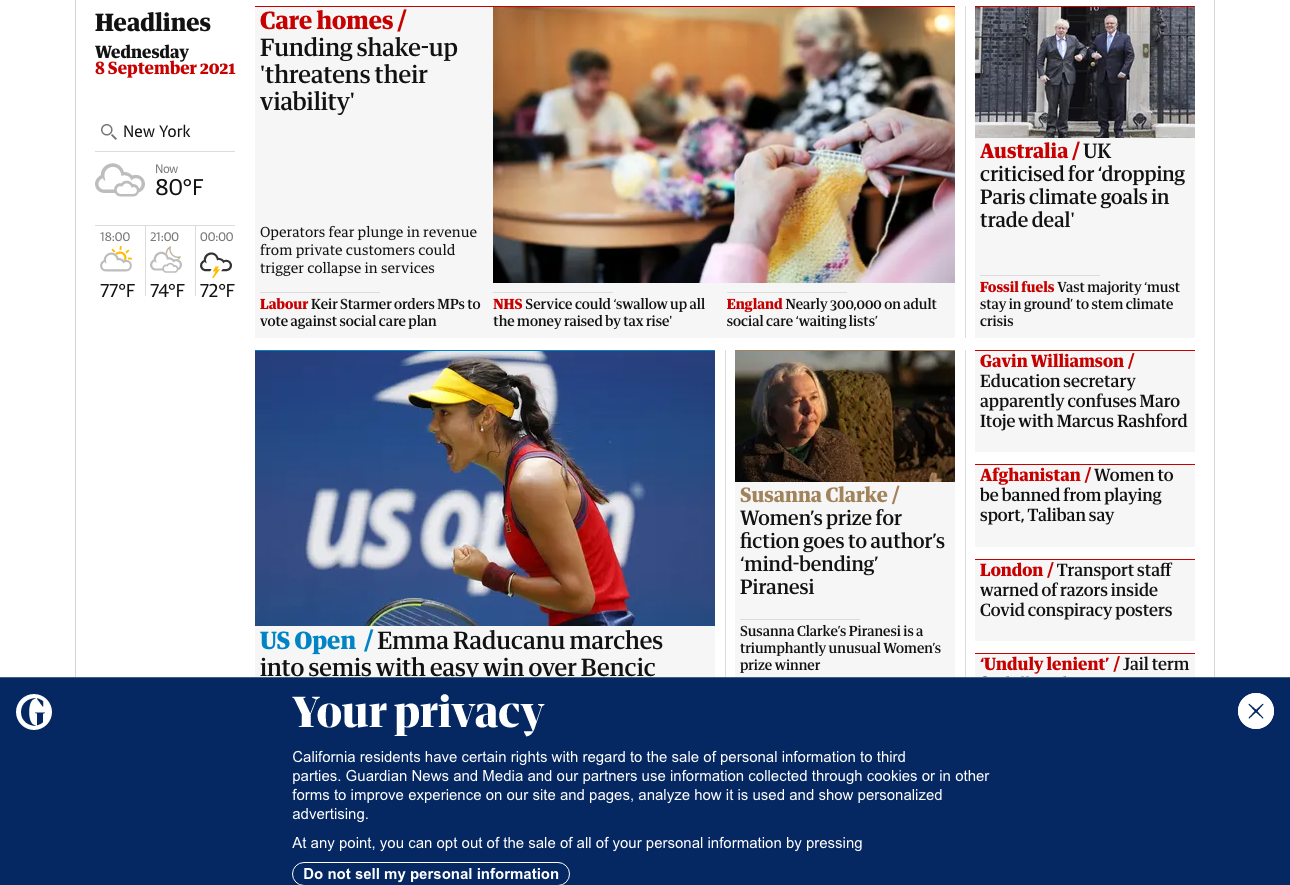 Headlines
Wednesday
8 September 2021
New York
Now
80°F
18:00
21:00
00:00
77°F
74°F
72°F
Care homes /
Funding shake-up
'threatens their
viability'
Operators fear plunge in revenue
from private customers could
trigger collapse in services
Labour Keir Starmer orders MPs to
vote against social care plan
NHS Service could ‘swallow up all
the money raised by tax rise’
England Nearly 300,000 on adult
social care ‘waiting lists’
Australia / UK
criticised for ‘dropping
Paris climate goals in
trade deal'
Fossil fuels Vast majority ‘must
stay in ground’ to stem climate
crisis
us open
US Open / Emma Raducanu marches
into semis with easy win over Bencic
Susanna Clarke /
Women’s prize for
fiction goes to author’s
‘mind-bending’
Piranesi
Susanna Clarke’s Piranesi is a
triumphantly unusual Women’s
prize winner
Gavin Williamson /
Education secretary
apparently confuses Maro
Itoje with Marcus Rashford
Afghanistan / Women to
be banned from playing
sport, Taliban say
London / Transport staff
warned of razors inside
Covid conspiracy posters
‘Unduly lenient’ / Jail term
G
Your privacy
California residents have certain rights with regard to the sale of personal information to third
parties. Guardian News and Media and our partners use information collected through cookies or in other
forms to improve experience on our site and pages, analyze how it is used and show personalized
advertising.
At any point, you can opt out of the sale of all of your personal information by pressing
Do not sell my personal information